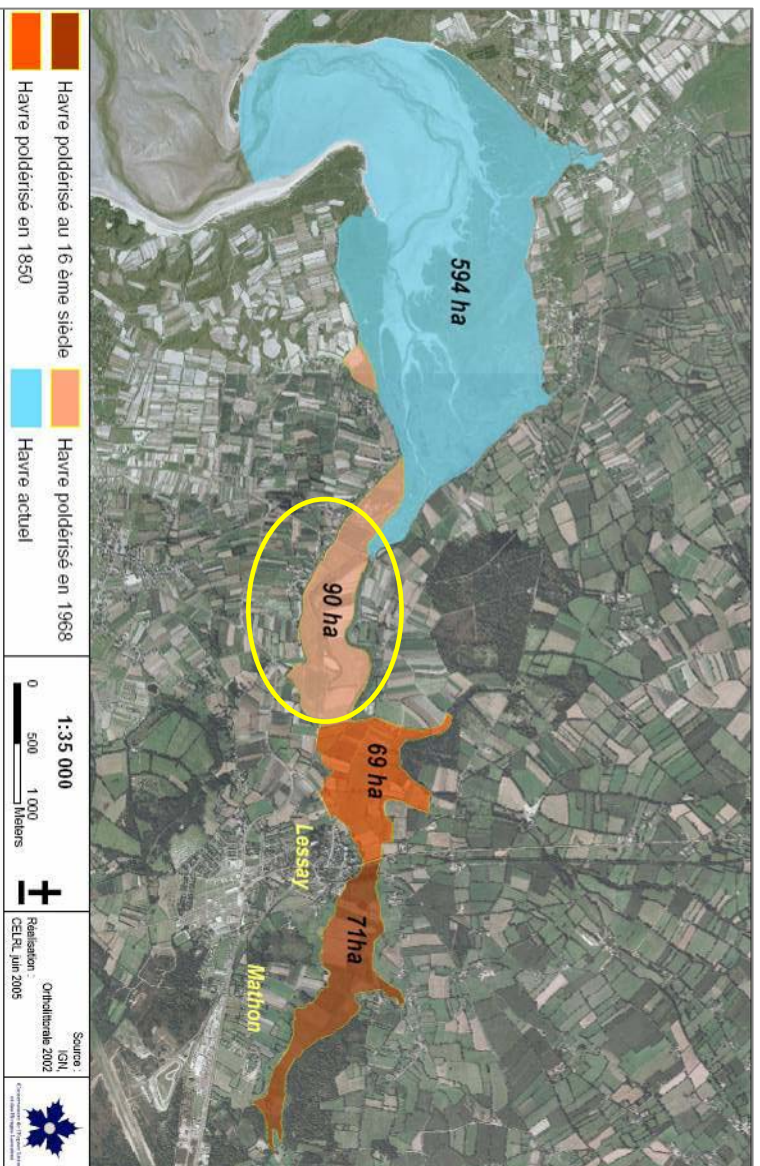 594 ha
90 ha
69 ha
Lessay
71ha
Mathon
Havre poldérisé au 16 ème siècle
Havre poldérisé en 1968
Havre poldérisé en 1850
Havre actuel
1:35 000
0 500 1 000
Meters
Source :
IGN,
Ortholittorale 2002
Réalisation :
CELRL juin 2005